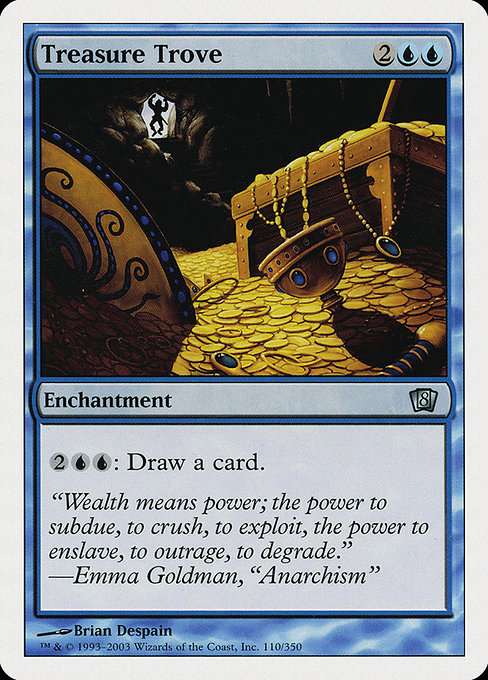 Treasure Trove 2
Enchantment 8
2: Draw a card.
“Wealth means power; the power to
subdue, to crush, to exploit, the power to
enslave, to outrage, to degrade.”
—Emma Goldman, “Anarchism”
Brian Despain
™ & © 1993–2003 Wizards of the Coast, Inc. 110/350